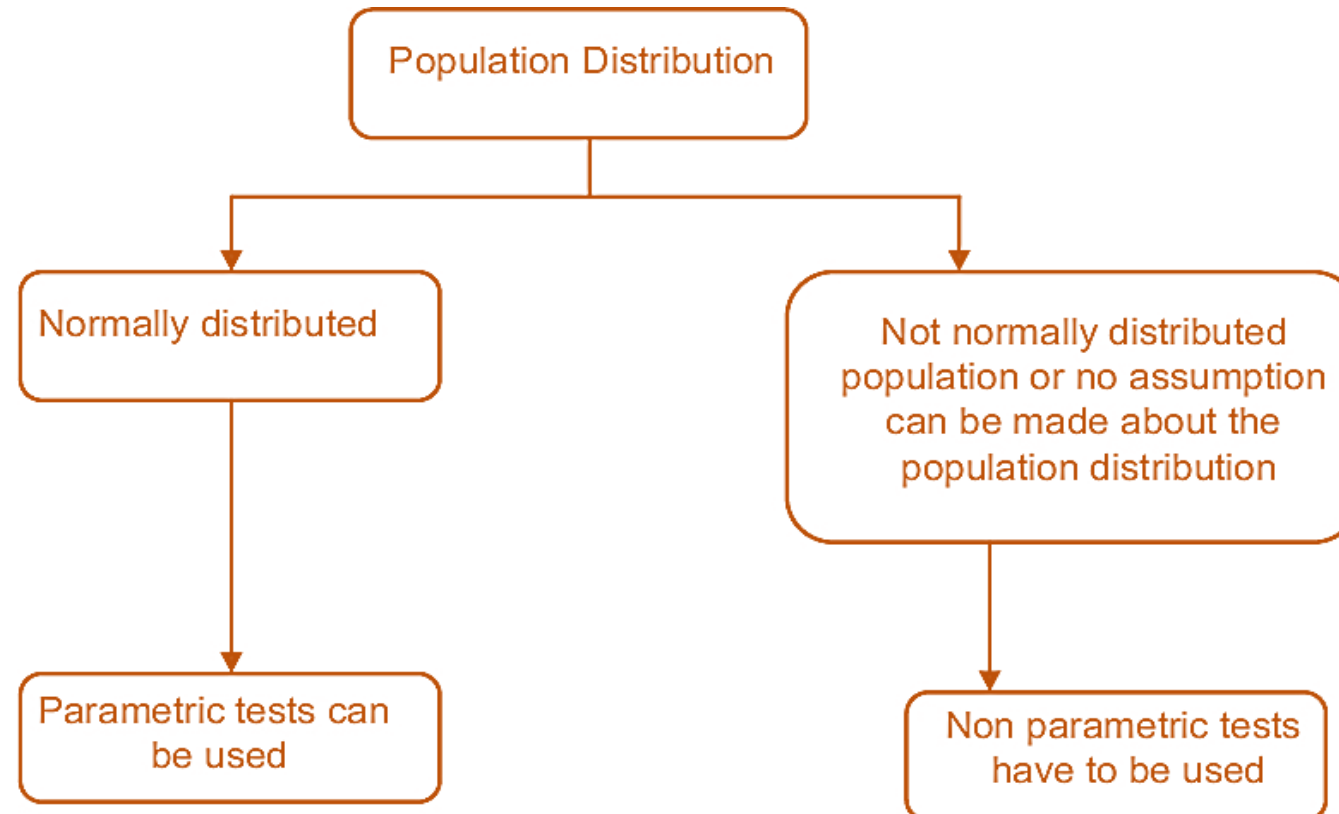 Population Distribution
Normally distributed
Not normally distributed
population or no assumption
can be made about the
population distribution
Parametric tests can
be used
Non parametric tests
have to be used